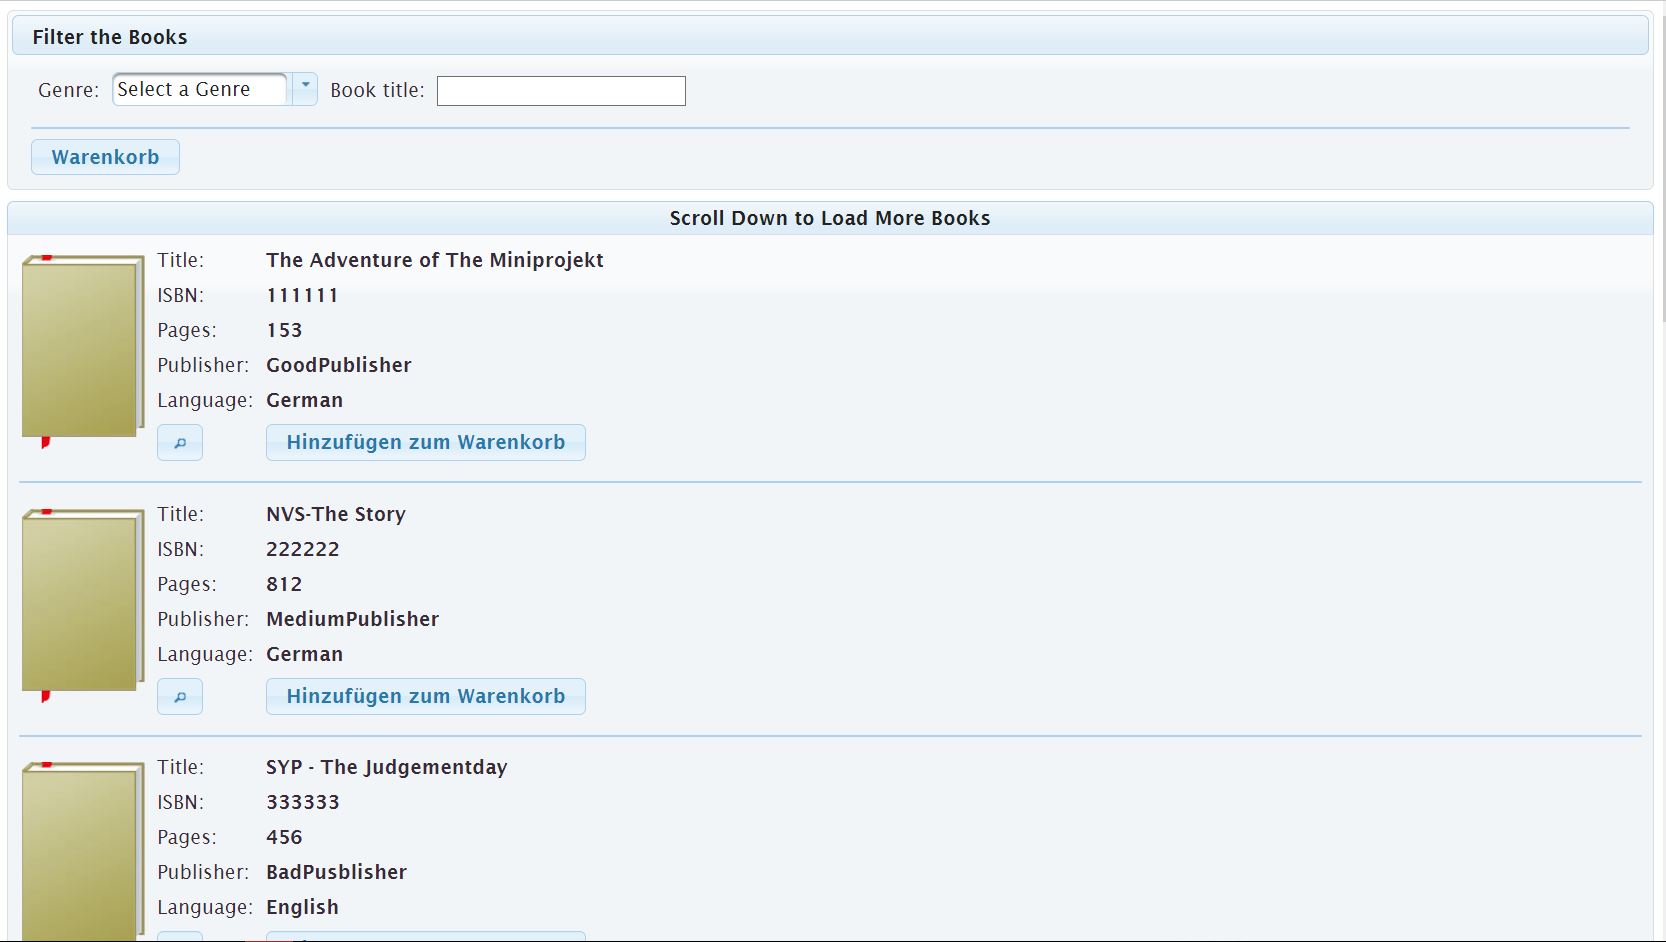 Filter the Books
Genre: Select a Genre Book title:
Warenkorb
Scroll Down to Load More Books
Title: The Adventure of The Miniprojekt
ISBN: 111111
Pages: 153
Publisher: GoodPublisher
Language: German
Hinzufügen zum Warenkorb
Title: NVS-The Story
ISBN: 222222
Pages: 812
Publisher: MediumPublisher
Language: German
Hinzufügen zum Warenkorb
Title: SYP - The Judgementday
ISBN: 333333
Pages: 456
Publisher: BadPusblisher
Language: English